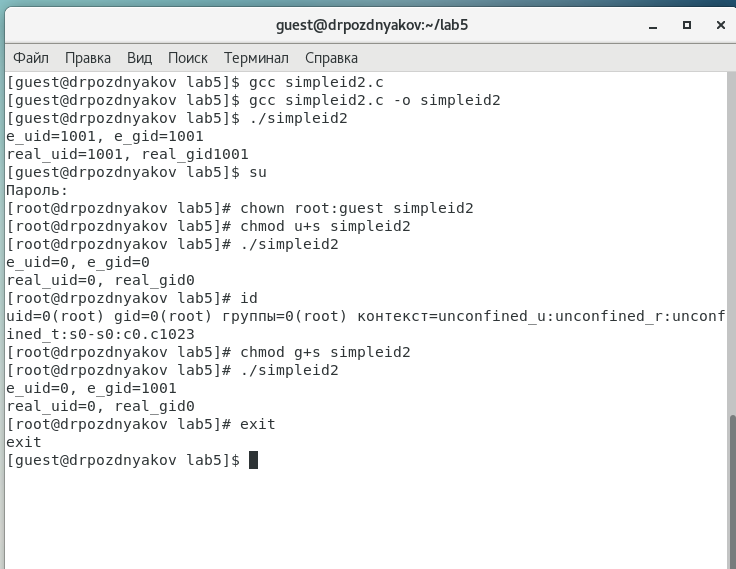 guest@drpozdnyakov:~/lab5
Файл Правка Вид Поиск Терминал Справка
[guest@drpozdnyakov lab5]$ gcc simpleid2.c
[guest@drpozdnyakov lab5]$ gcc simpleid2.c -o simpleid2
[guest@drpozdnyakov lab5]$ ./simpleid2
e_uid=1001, e_gid=1001
real_uid=1001, real_gid1001
[guest@drpozdnyakov lab5]$ su
Пароль:
[root@drpozdnyakov lab5]# chown root:guest simpleid2
[root@drpozdnyakov lab5]# chmod u+s simpleid2
[root@drpozdnyakov lab5]# ./simpleid2
e_uid=0, e_gid=0
real_uid=0, real_gid0
[root@drpozdnyakov lab5]# id
uid=0(root) gid=0(root) группы=0(root) контекст=unconfined_u:unconfined_r:unconf
ined_t:s0-s0:c0.c1023
[root@drpozdnyakov lab5]# chmod g+s simpleid2
[root@drpozdnyakov lab5]# ./simpleid2
e_uid=0, e_gid=1001
real_uid=0, real_gid0
[root@drpozdnyakov lab5]# exit
exit
[guest@drpozdnyakov lab5]$